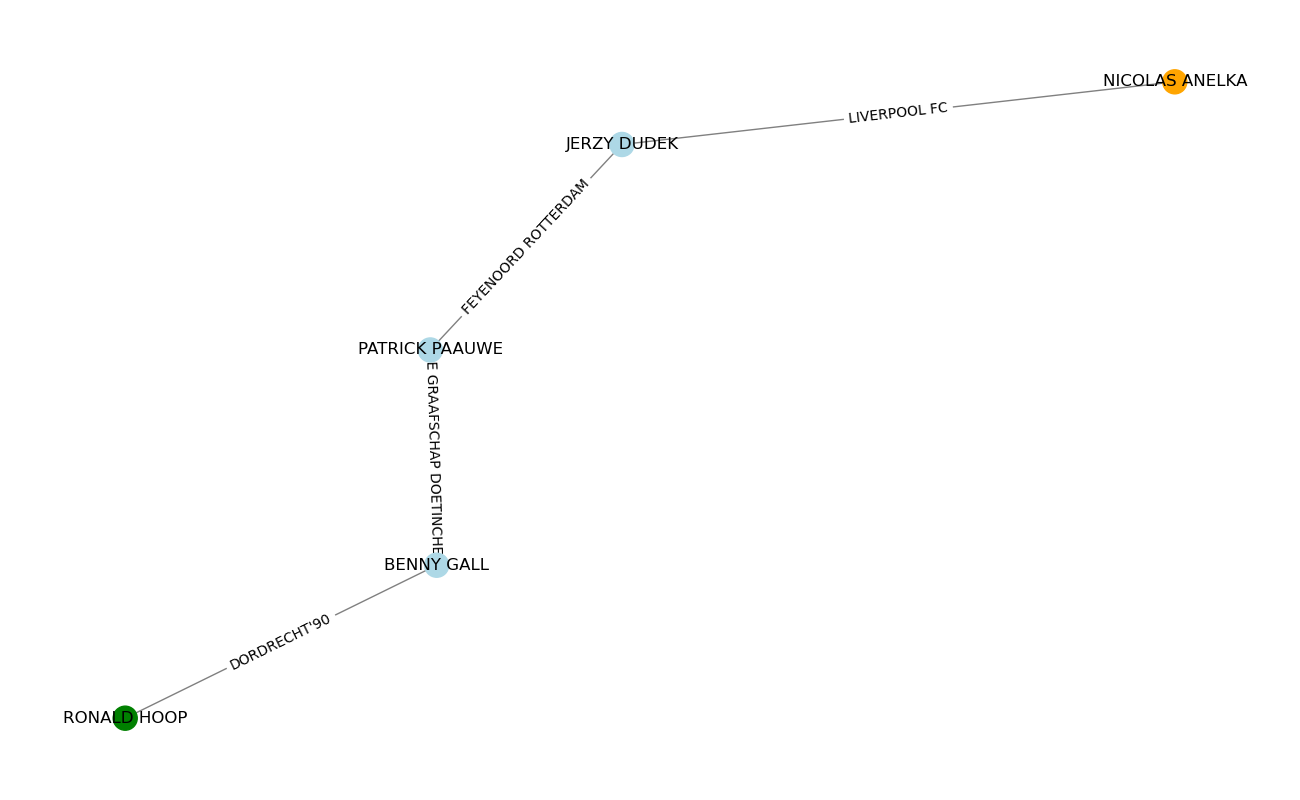 NICOLAS ANELKA
LIVERPOOL FC
JERZY DUDEK
FEYENOORD ROTTERDAM
PATRICK PAAUWE
E GRAAFSCHAP DOETINCHE
BENNY GALL
DORDRECHT'90
RONALD HOOP